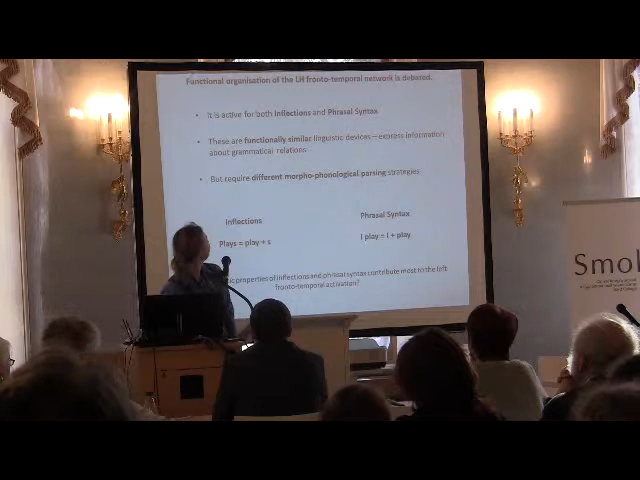 Functional organisation of the LH fronto-temporal network is debated.
• It is active for both Inflections and Phrasal Syntax
• These are functionally similar linguistic devices – express information
about grammatical relations
• But require different morpho-phonological parsing strategies
Inflections
Phrasal Syntax
Plays = play + s
I play = I + play
properties of inflections and phrasal syntax contribute most to the left
fronto-temporal activation?
Smol